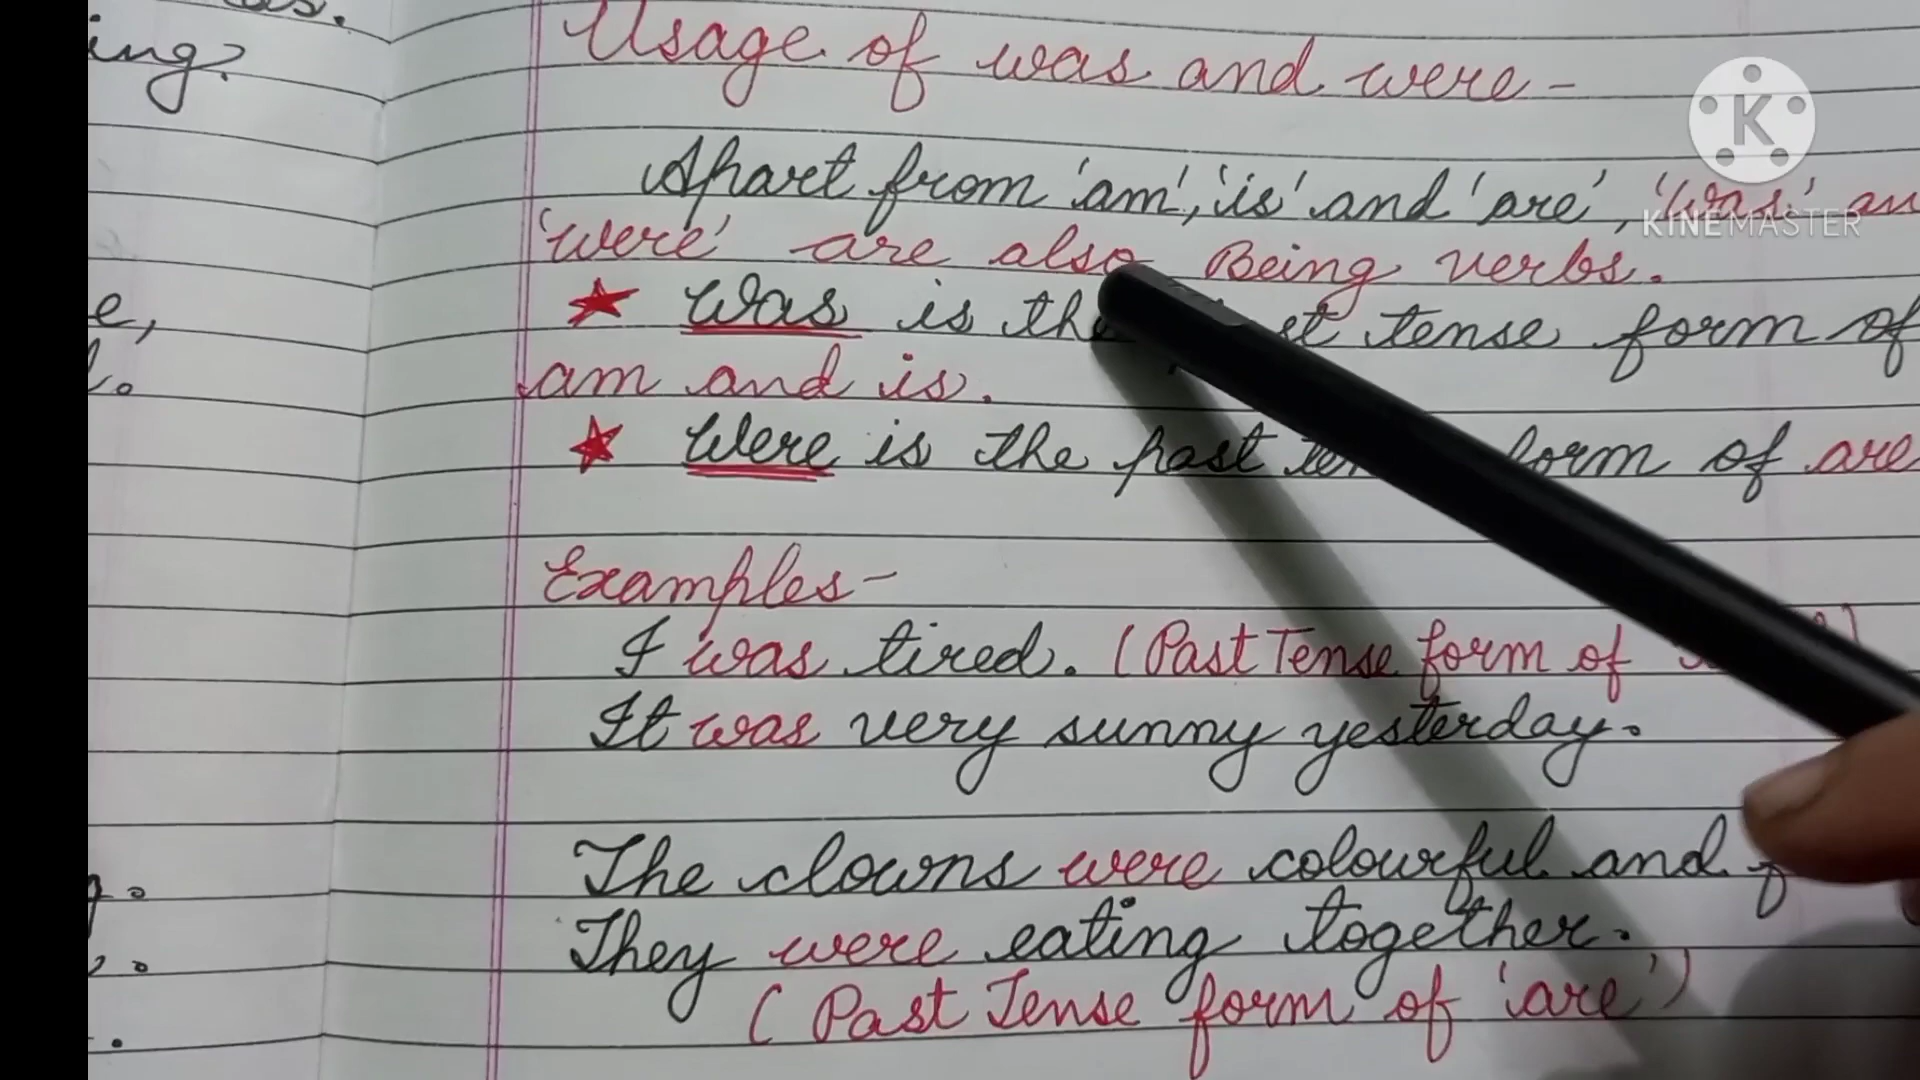 ing?
Usage of was and were -
Apart from 'am', 'is' and 'are', 'was'
'were' are also Being verbs.
★ Was is the tense form of
am and is.
★ Were is the past form of are
Examples -
I was tired. (Past Tense form of
It was very sunny yesterday.
The clowns were colourful and
They were eating together.
(Past Tense form of 'are')
K
KINEMASTER